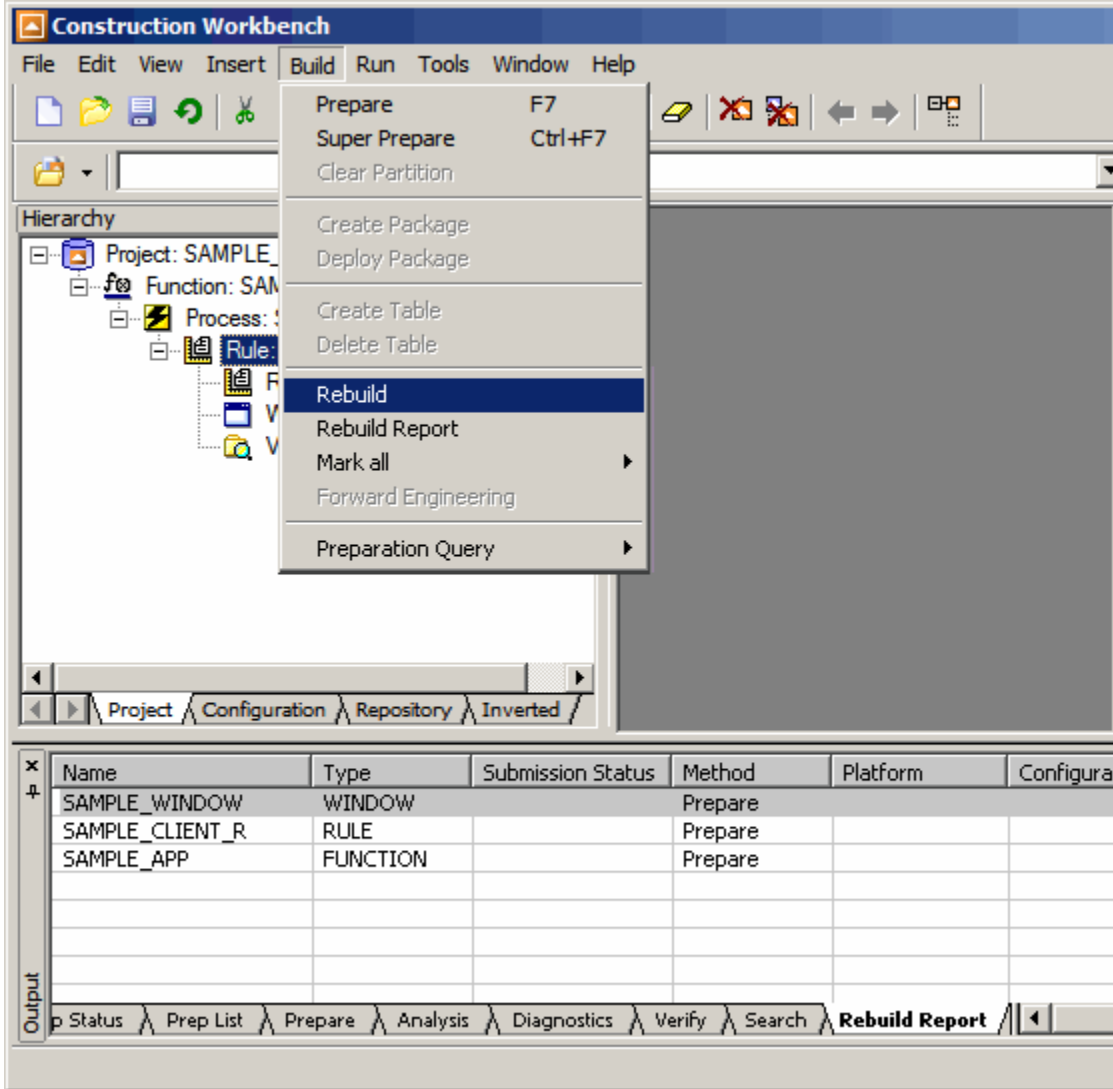 Construction Workbench
File Edit View Insert Build Run Tools Window Help
Prepare F7
Super Prepare Ctrl+F7
Clear Partition
Create Package
Deploy Package
Create Table
Delete Table
Rebuild
Rebuild Report
Mark all
Forward Engineering
Preparation Query
Hierarchy
Project: SAMPLE_
Function: SAM
Process:
Rule:
R
W
V
Project Configuration Repository Inverted
Name Type Submission Status Method Platform Configura
SAMPLE_WINDOW WINDOW Prepare
SAMPLE_CLIENT_R RULE Prepare
SAMPLE_APP FUNCTION Prepare
Output
p Status Prep List Prepare Analysis Diagnostics Verify Search Rebuild Report